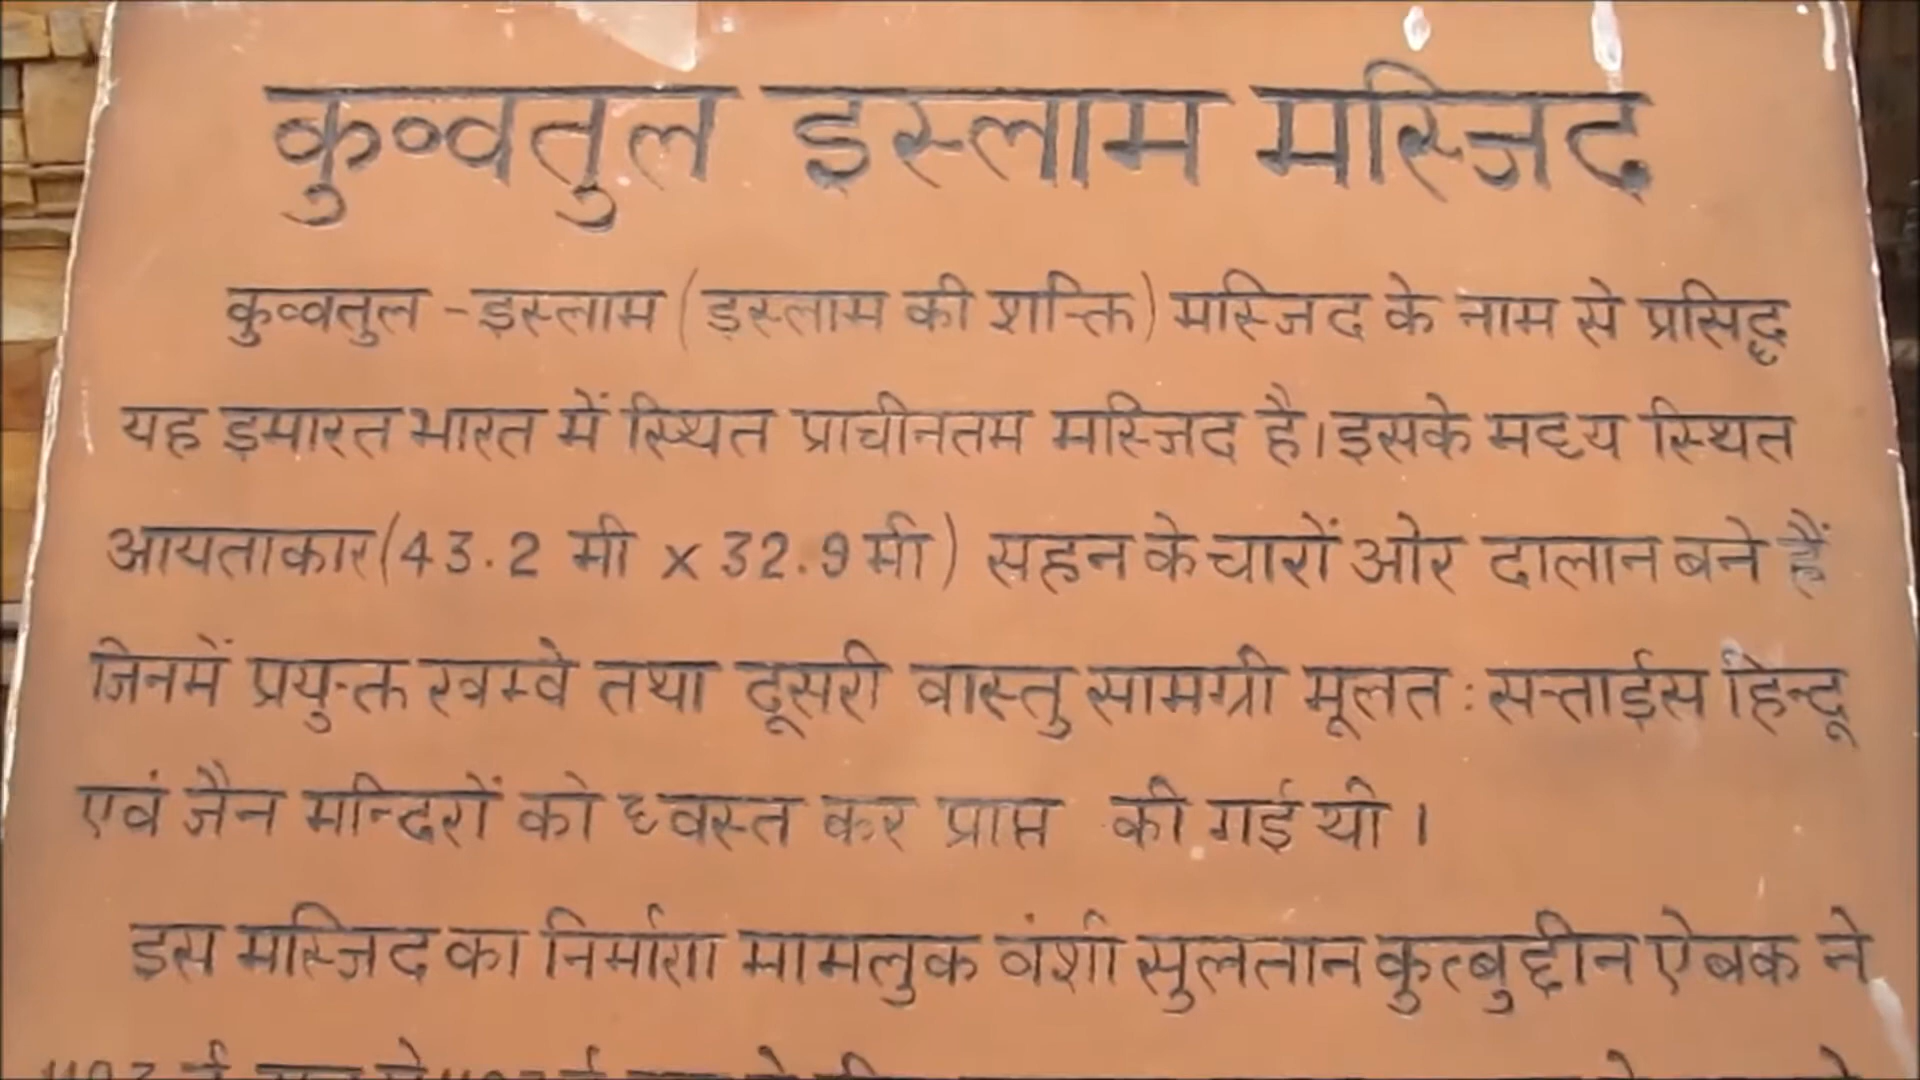 कुव्वतुल इस्लाम मस्जिद
कुव्वतुल -इस्लाम (इस्लाम की शक्ति) मस्जिद के नाम से प्रसिद्ध
यह इमारत भारत में स्थित प्राचीनतम मस्जिद है। इसके मद्दय स्थित
आयताकार (43.2 मी x 32.9 मी) सहन के चारों ओर दालान बने हैं
जिनमें प्रयुक्त खम्बे तथा दूसरी वास्तु सामग्री मूलत: सत्ताईस हिन्दू
एवं जैन मन्दिरों को ध्वस्त कर प्राप्त की गई थी।
इस मस्जिद का निर्माण मामलुक वंशी सुलतान कुत्बुद्दीन ऐबक ने